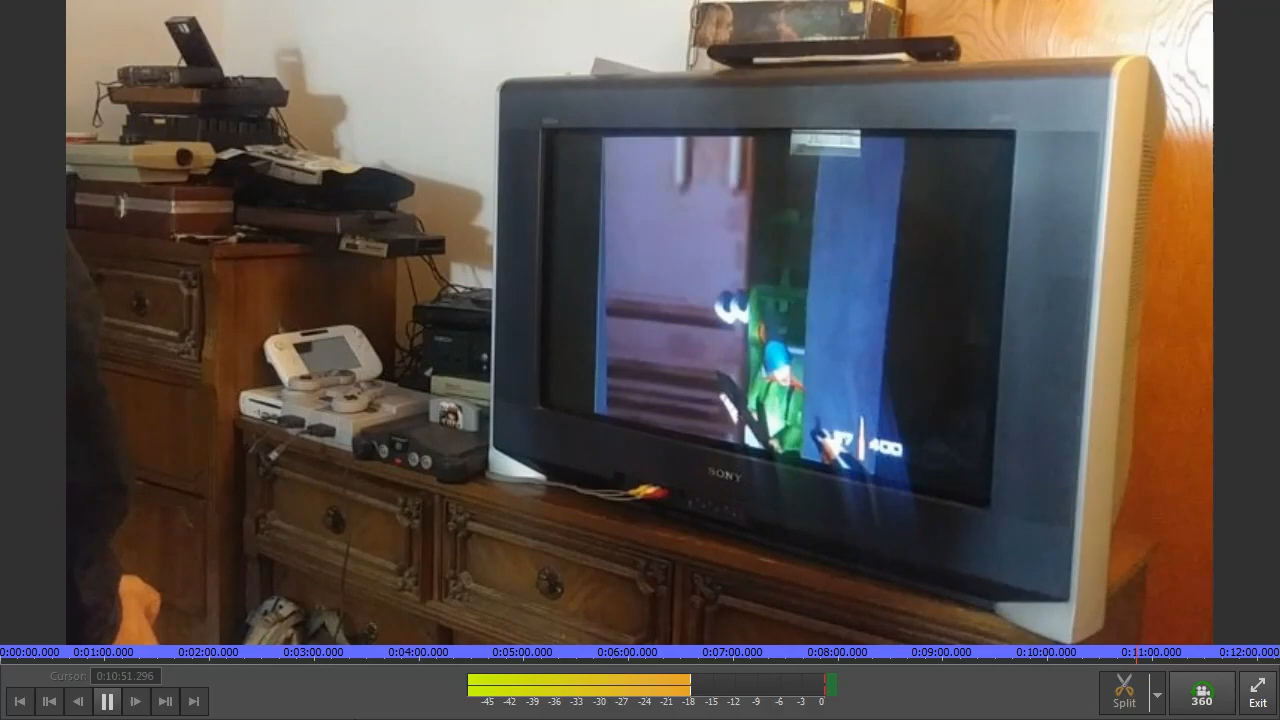 SONY
37 400
0:00:00.000 0:01:00.000 0:02:00.000 0:03:00.000 0:04:00.000 0:05:00.000 0:06:00.000 0:07:00.000 0:08:00.000 0:09:00.000 0:10:00.000 0:11:00.000 0:12:00.000
Cursor: 0:10:51.296
-45 -42 -39 -36 -33 -30 -27 -24 -21 -18 -15 -12 -9 -6 -3 0
Split
360
Exit